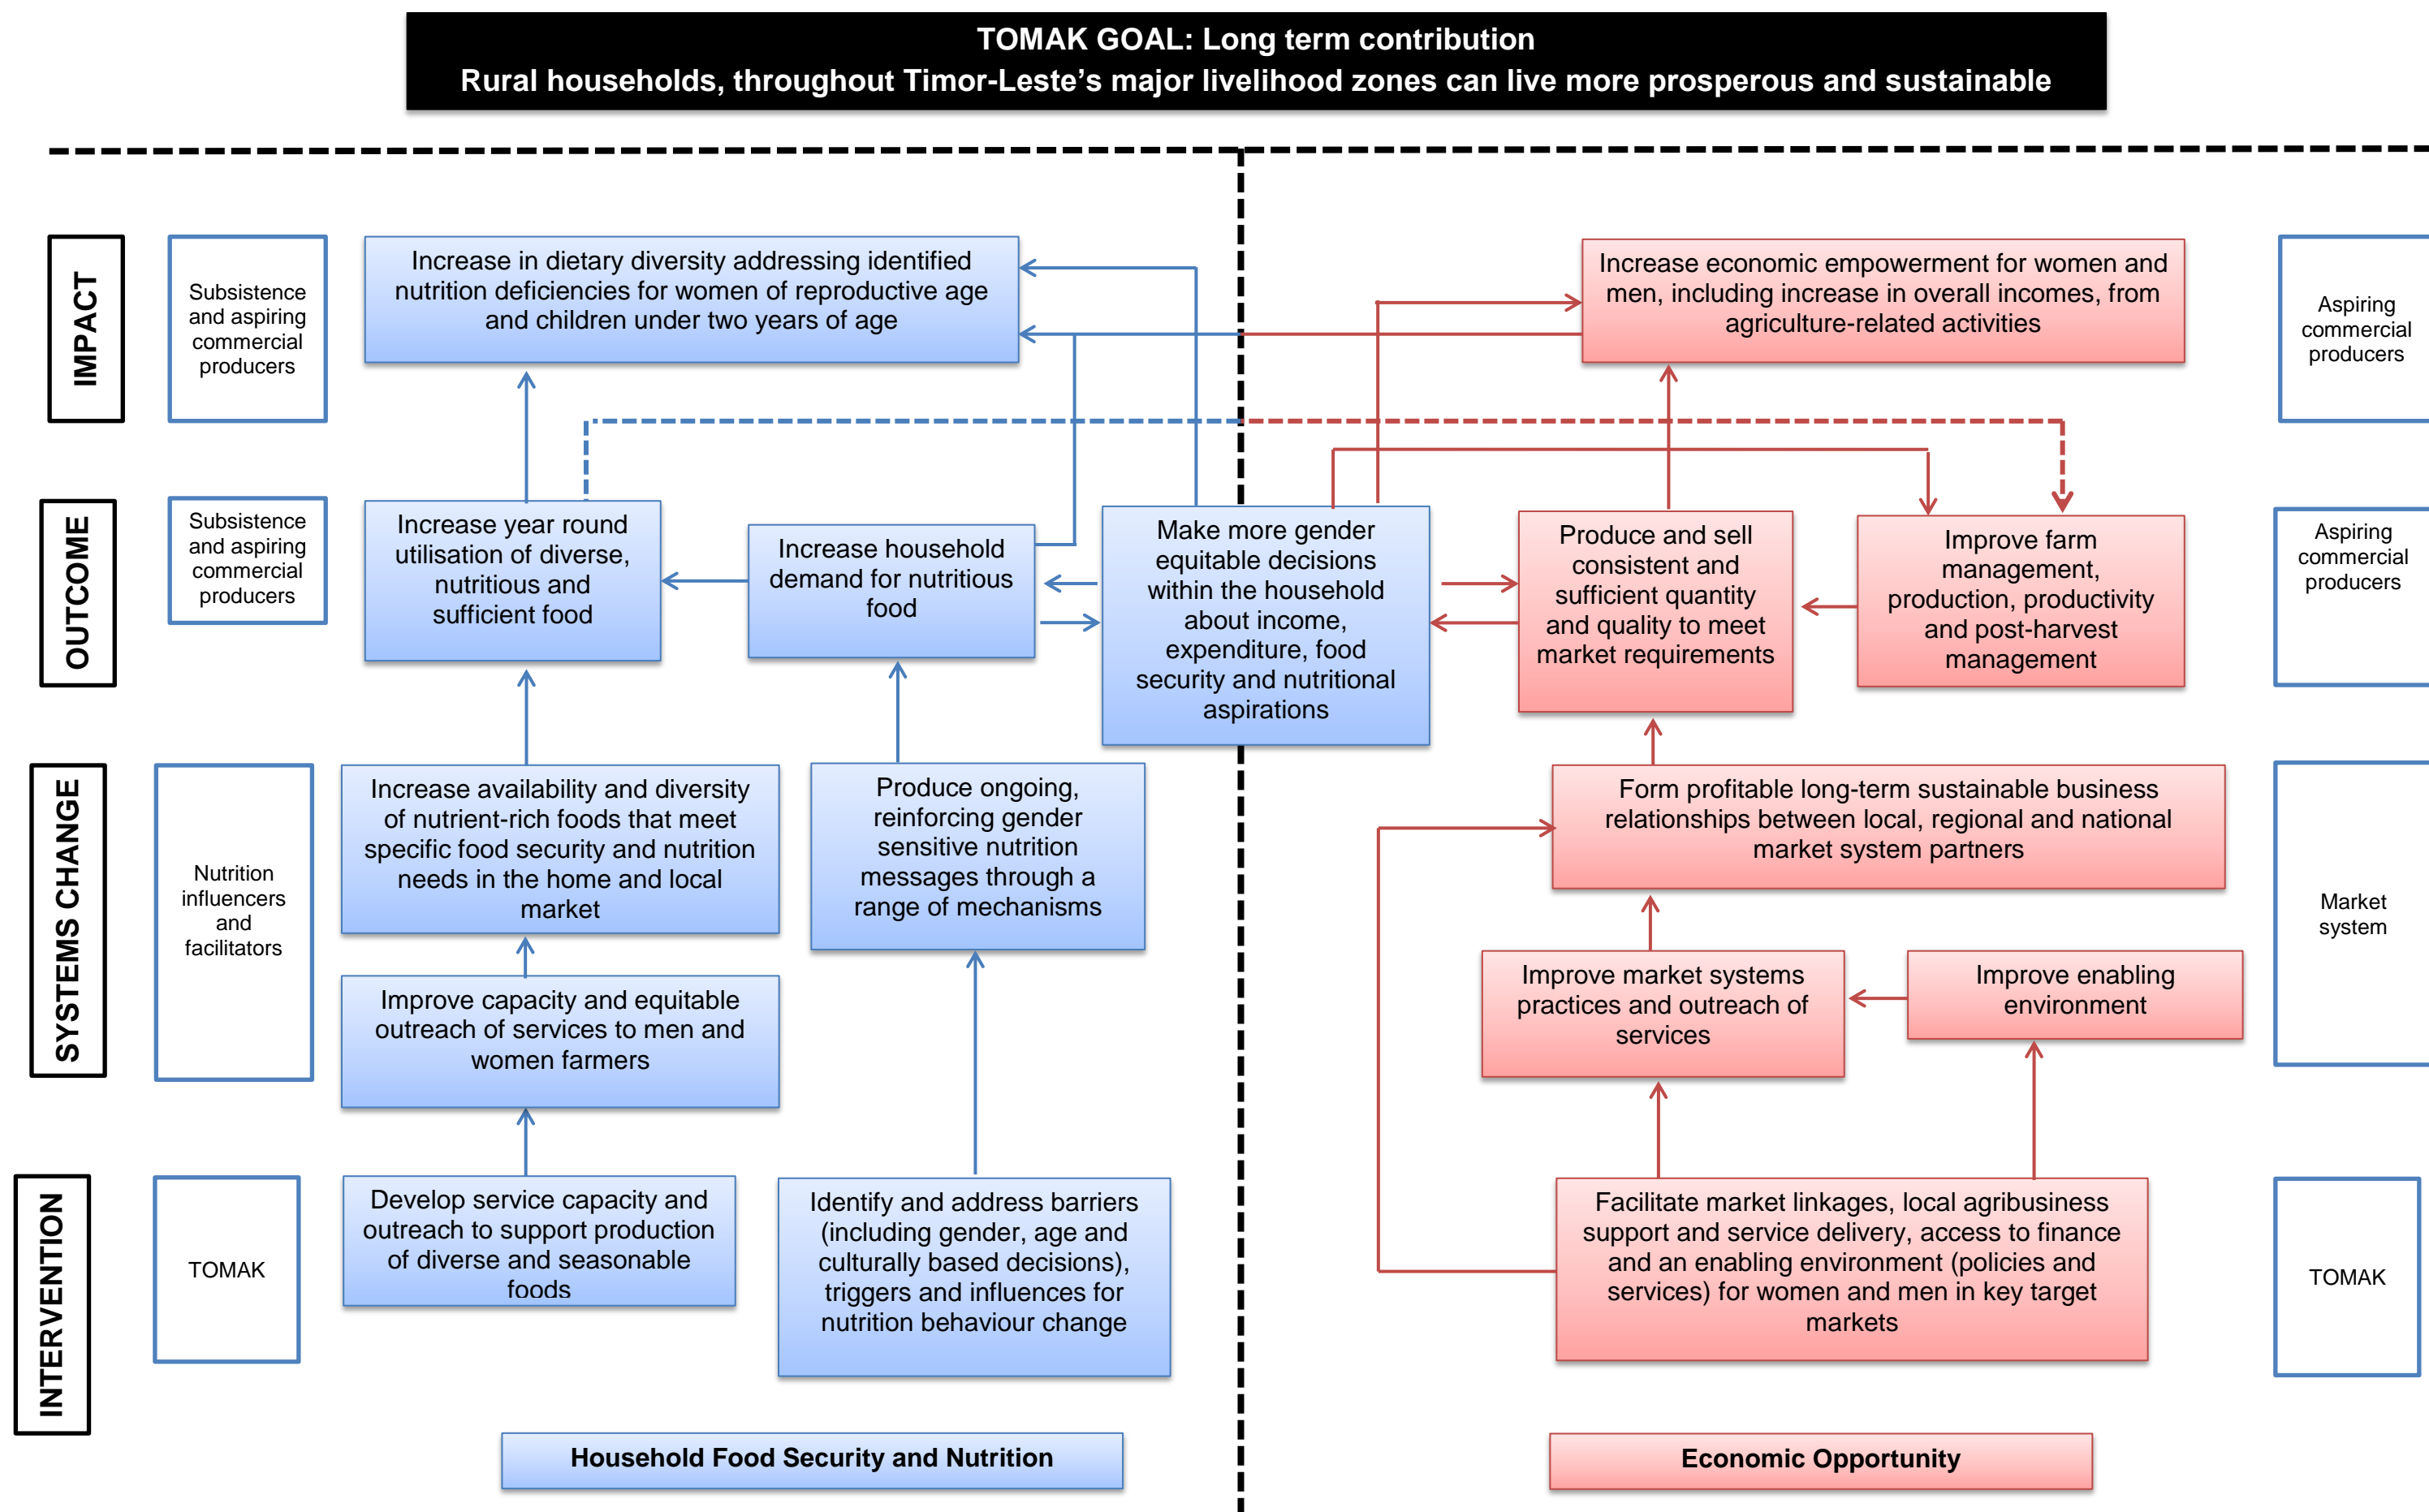 TOMAK GOAL: Long term contribution
Rural households, throughout Timor-Leste's major livelihood zones can live more prosperous and sustainable
IMPACT
Subsistence
and aspiring
commercial
producers
Increase in dietary diversity addressing identified
nutrition deficiencies for women of reproductive age
and children under two years of age
Increase economic empowerment for women and
men, including increase in overall incomes, from
agriculture-related activities
Aspiring
commercial
producers
OUTCOME
Subsistence
and aspiring
commercial
producers
Increase year round
utilisation of diverse,
nutritious and
sufficient food
Increase household
demand for nutritious
food
Make more gender
equitable decisions
within the household
about income,
expenditure, food
security and nutritional
aspirations
Produce and sell
consistent and
sufficient quantity
and quality to meet
market requirements
Improve farm
management,
production, productivity
and post-harvest
management
Aspiring
commercial
producers
SYSTEMS CHANGE
Nutrition
influencers
and
facilitators
Increase availability and diversity
of nutrient-rich foods that meet
specific food security and nutrition
needs in the home and local
market
Produce ongoing,
reinforcing gender
sensitive nutrition
messages through a
range of mechanisms
Form profitable long-term sustainable business
relationships between local, regional and national
market system partners
Market
system
Improve capacity and equitable
outreach of services to men and
women farmers
Improve market systems
practices and outreach of
services
Improve enabling
environment
INTERVENTION
TOMAK
Develop service capacity and
outreach to support production
of diverse and seasonable
foods
Identify and address barriers
(including gender, age and
culturally based decisions),
triggers and influences for
nutrition behaviour change
Facilitate market linkages, local agribusiness
support and service delivery, access to finance
and an enabling environment (policies and
services) for women and men in key target
markets
TOMAK
Household Food Security and Nutrition
Economic Opportunity